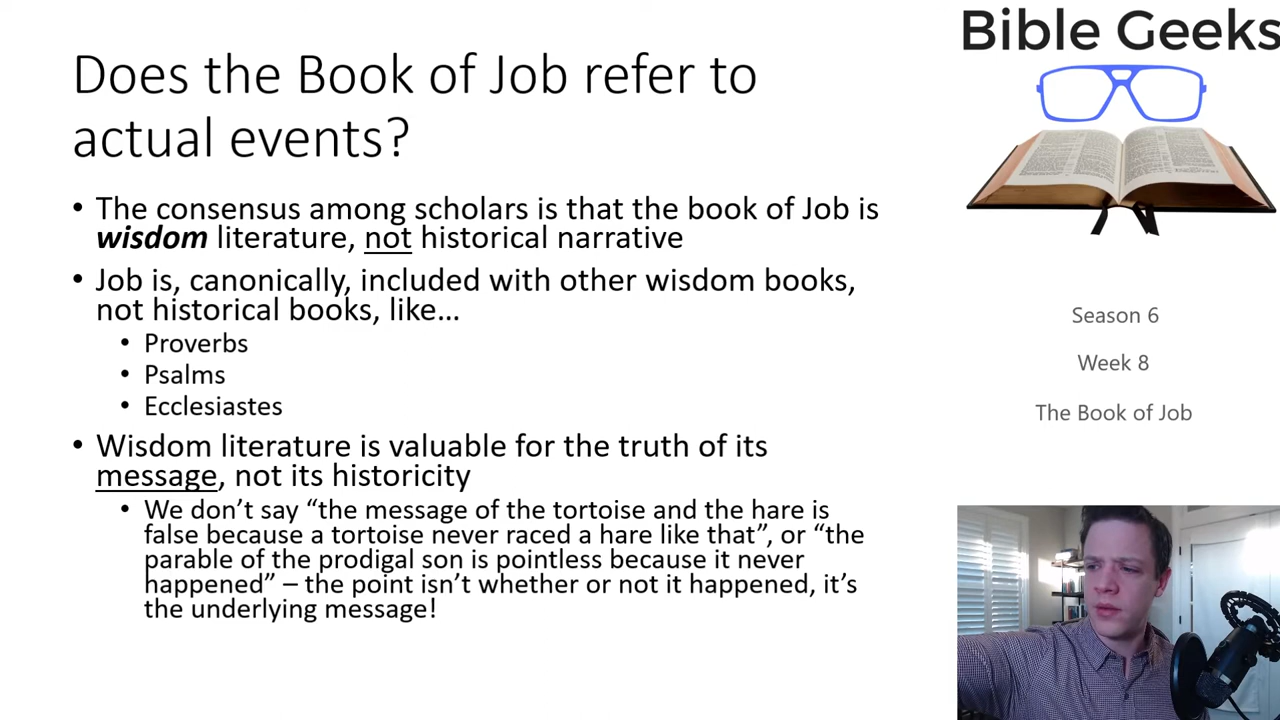 Does the Book of Job refer to
actual events?
• The consensus among scholars is that the book of Job is
wisdom literature, not historical narrative
• Job is, canonically, included with other wisdom books,
not historical books, like…
• Proverbs
• Psalms
• Ecclesiastes
• Wisdom literature is valuable for the truth of its
message, not its historicity
• We don’t say “the message of the tortoise and the hare is
false because a tortoise never raced a hare like that”, or “the
parable of the prodigal son is pointless because it never
happened” – the point isn’t whether or not it happened, it’s
the underlying message!
Bible Geeks
Season 6
Week 8
The Book of Job